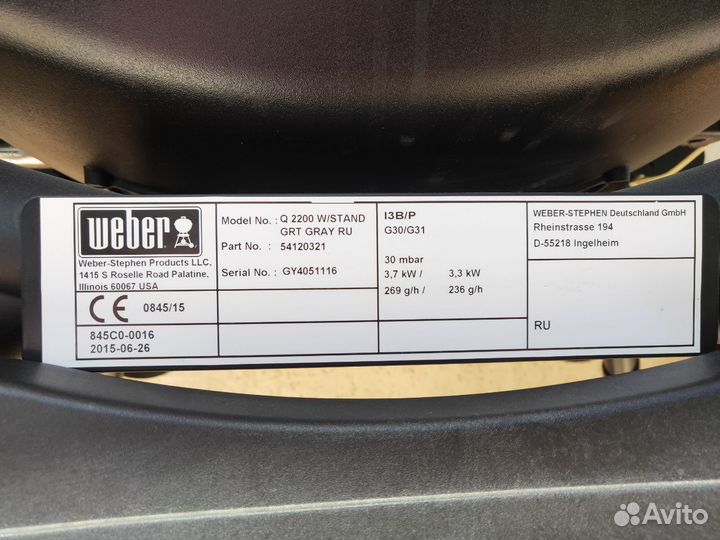 weber
Weber-Stephen Products LLC,
1415 S Roselle Road Palatine,
Illinois 60067 USA
CE 0845/15
845C0-0016
2015-06-26
Model No. : Q 2200 W/STAND
GRT GRAY RU
Part No. : 54120321
Serial No. : GY4051116
I3B/P
G30/G31
30 mbar
3,7 kW / 3,3 kW
269 g/h / 236 g/h
WEBER-STEPHEN Deutschland GmbH
Rheinstrasse 194
D-55218 Ingelheim
RU
Avito